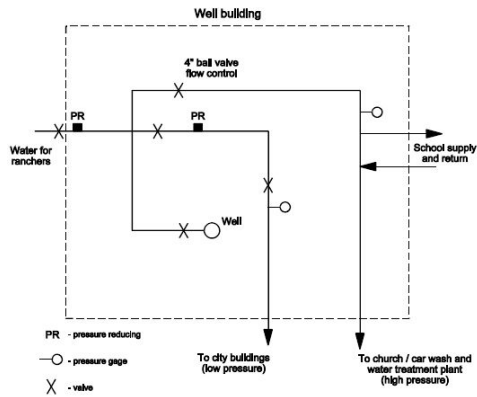 Well building
4" ball valve
flow control
PR
PR
Water for
ranchers
School supply
and return
Well
PR - pressure reducing
- pressure gage
- valve
To city buildings
(low pressure)
To church / car wash and
water treatment plant
(high pressure)